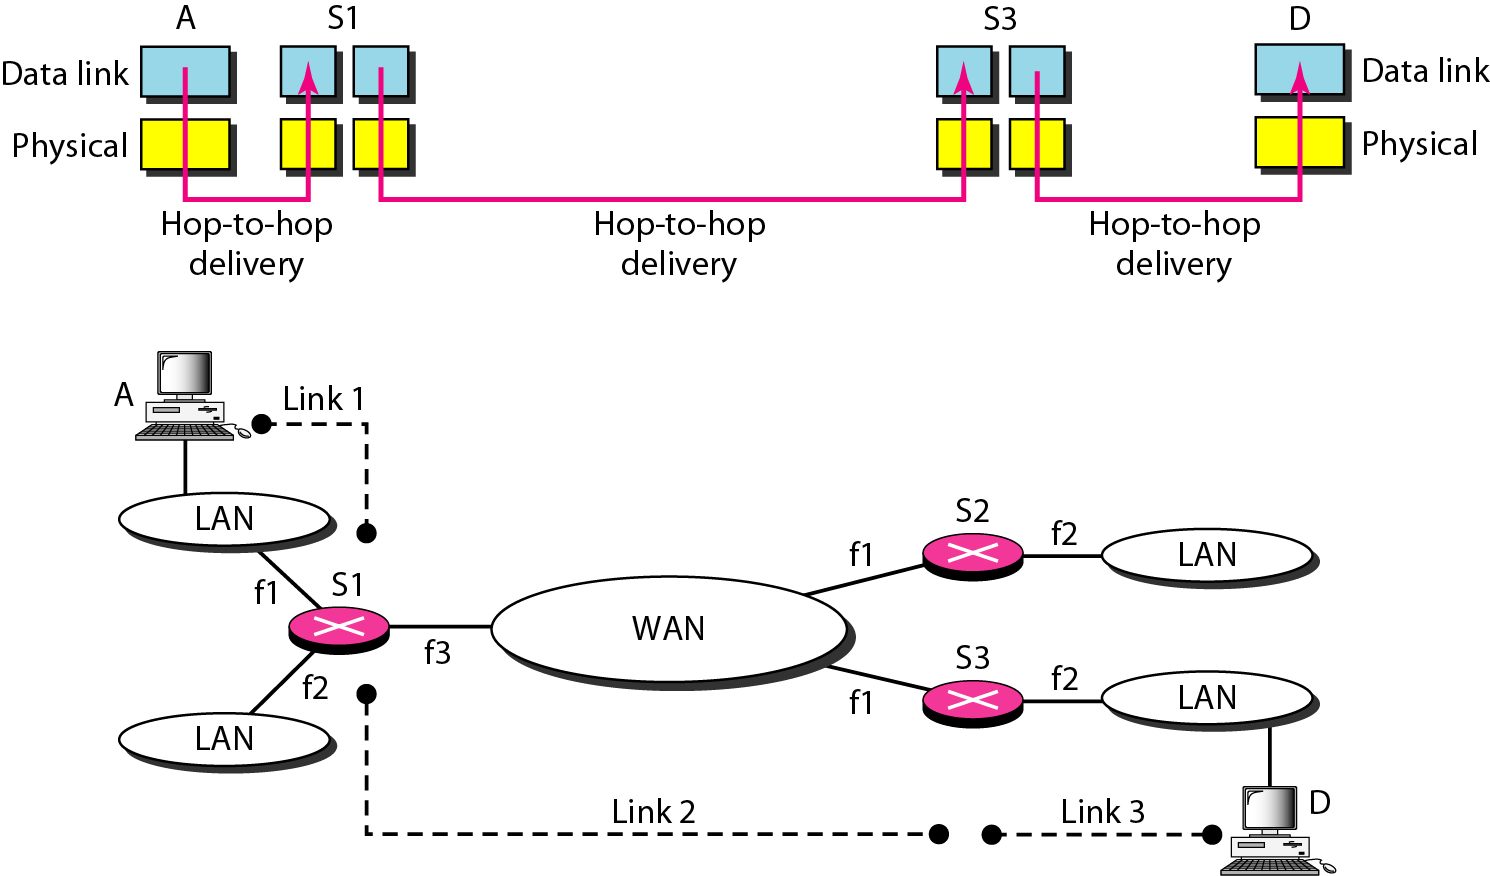 A S1 S3 D
Data link Data link
Physical Physical
Hop-to-hop Hop-to-hop Hop-to-hop
delivery delivery delivery
A Link 1
LAN S2 f2 LAN
f1 f1
S1
WAN
f3 S3 f2 LAN
f2 f1
LAN
Link 2 Link 3 D